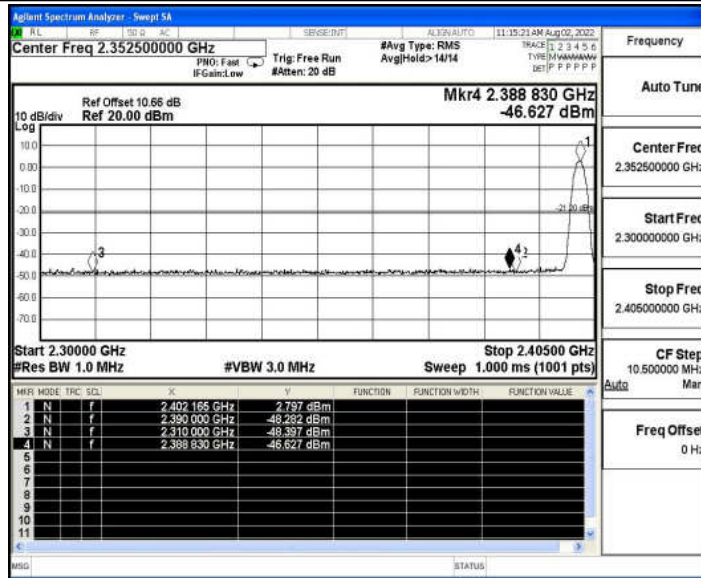 Agilent Spectrum Analyzer - Swept SA
RL RF 50 Ω AC SENSE:INT ALIGN AUTO 11:15:21 AM Aug 02, 2022
Center Freq 2.352500000 GHz
PNO: Fast
IFGain:Low
Trig: Free Run
#Atten: 20 dB
#Avg Type: RMS
Avg|Hold:>14/14
TRACE 1 2 3 4 5 6
TYPE
DET P P P P P P
Mkr4 2.388 830 GHz
-46.627 dBm
Ref Offset 10.66 dB
10 dB/div Ref 20.00 dBm
Log
10.0
0.00
-10.0
-20.0
-30.0
-40.0
-50.0
-60.0
-70.0
-21.20 dBm
1
3
4 2
Start 2.30000 GHz Stop 2.40500 GHz
#Res BW 1.0 MHz #VBW 3.0 MHz Sweep 1.000 ms (1001 pts)
MKR MODE TRC SCL X Y FUNCTION FUNCTION WIDTH FUNCTION VALUE
1 N f 2.402 165 GHz 2.797 dBm
2 N f 2.390 000 GHz -48.282 dBm
3 N f 2.310 000 GHz -48.397 dBm
4 N f 2.388 830 GHz -46.627 dBm
5
6
7
8
9
10
11
MSG STATUS
Frequency
Auto Tune
Center Freq
2.352500000 GHz
Start Freq
2.300000000 GHz
Stop Freq
2.405000000 GHz
CF Step
10.500000 MHz
Auto Man
Freq Offset
0 Hz